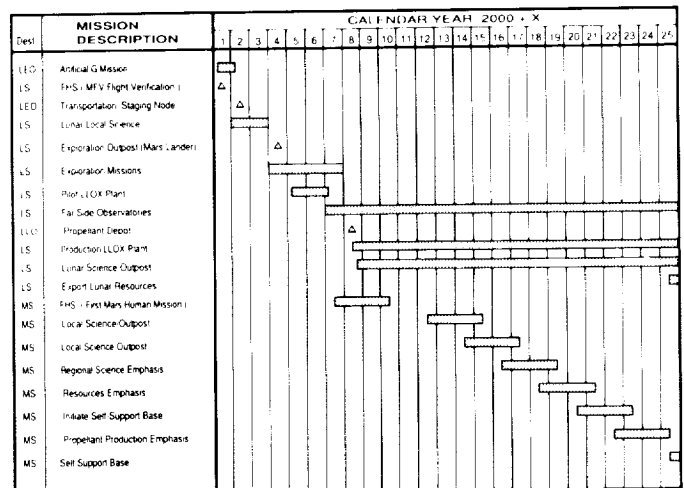 CALENDAR YEAR 2000 + X
Dest MISSION DESCRIPTION 1 2 3 4 5 6 7 8 9 10 11 12 13 14 15 16 17 18 19 20 21 22 23 24 25
LEO Artificial G Mission
LS FHS (MEV Flight Verification)
LEO Transportation Staging Node
LS Lunar Local Science
LS Exploration Outpost (Mars Lander)
LS Exploration Missions
LS Pilot LLOX Plant
LS Far Side Observatories
LLO Propellant Depot
LS Production LLOX Plant
LS Lunar Science Outpost
LS Export Lunar Resources
MS FHS (First Mars Human Mission)
MS Local Science Outpost
MS Local Science Outpost
MS Regional Science Emphasis
MS Resources Emphasis
MS Initiate Self Support Base
MS Propellant Production Emphasis
MS Self Support Base